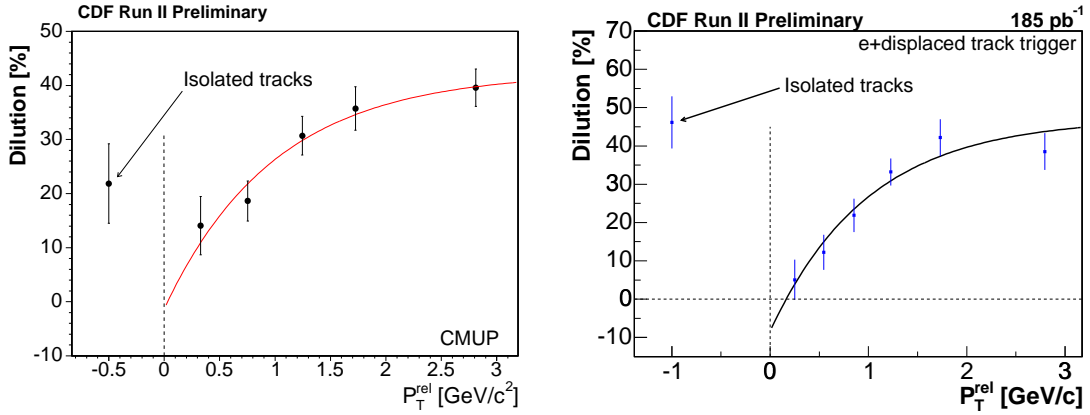 CDF Run II Preliminary
Dilution [%]
50
40
30
20
10
0
-10
Isolated tracks
CMUP
-0.5 0 0.5 1 1.5 2 2.5 3
P_T^rel [GeV/c²]
CDF Run II Preliminary 185 pb⁻¹
e+displaced track trigger
Dilution [%]
70
60
50
40
30
20
10
0
-10
Isolated tracks
-1 0 1 2 3
P_T^rel [GeV/c]